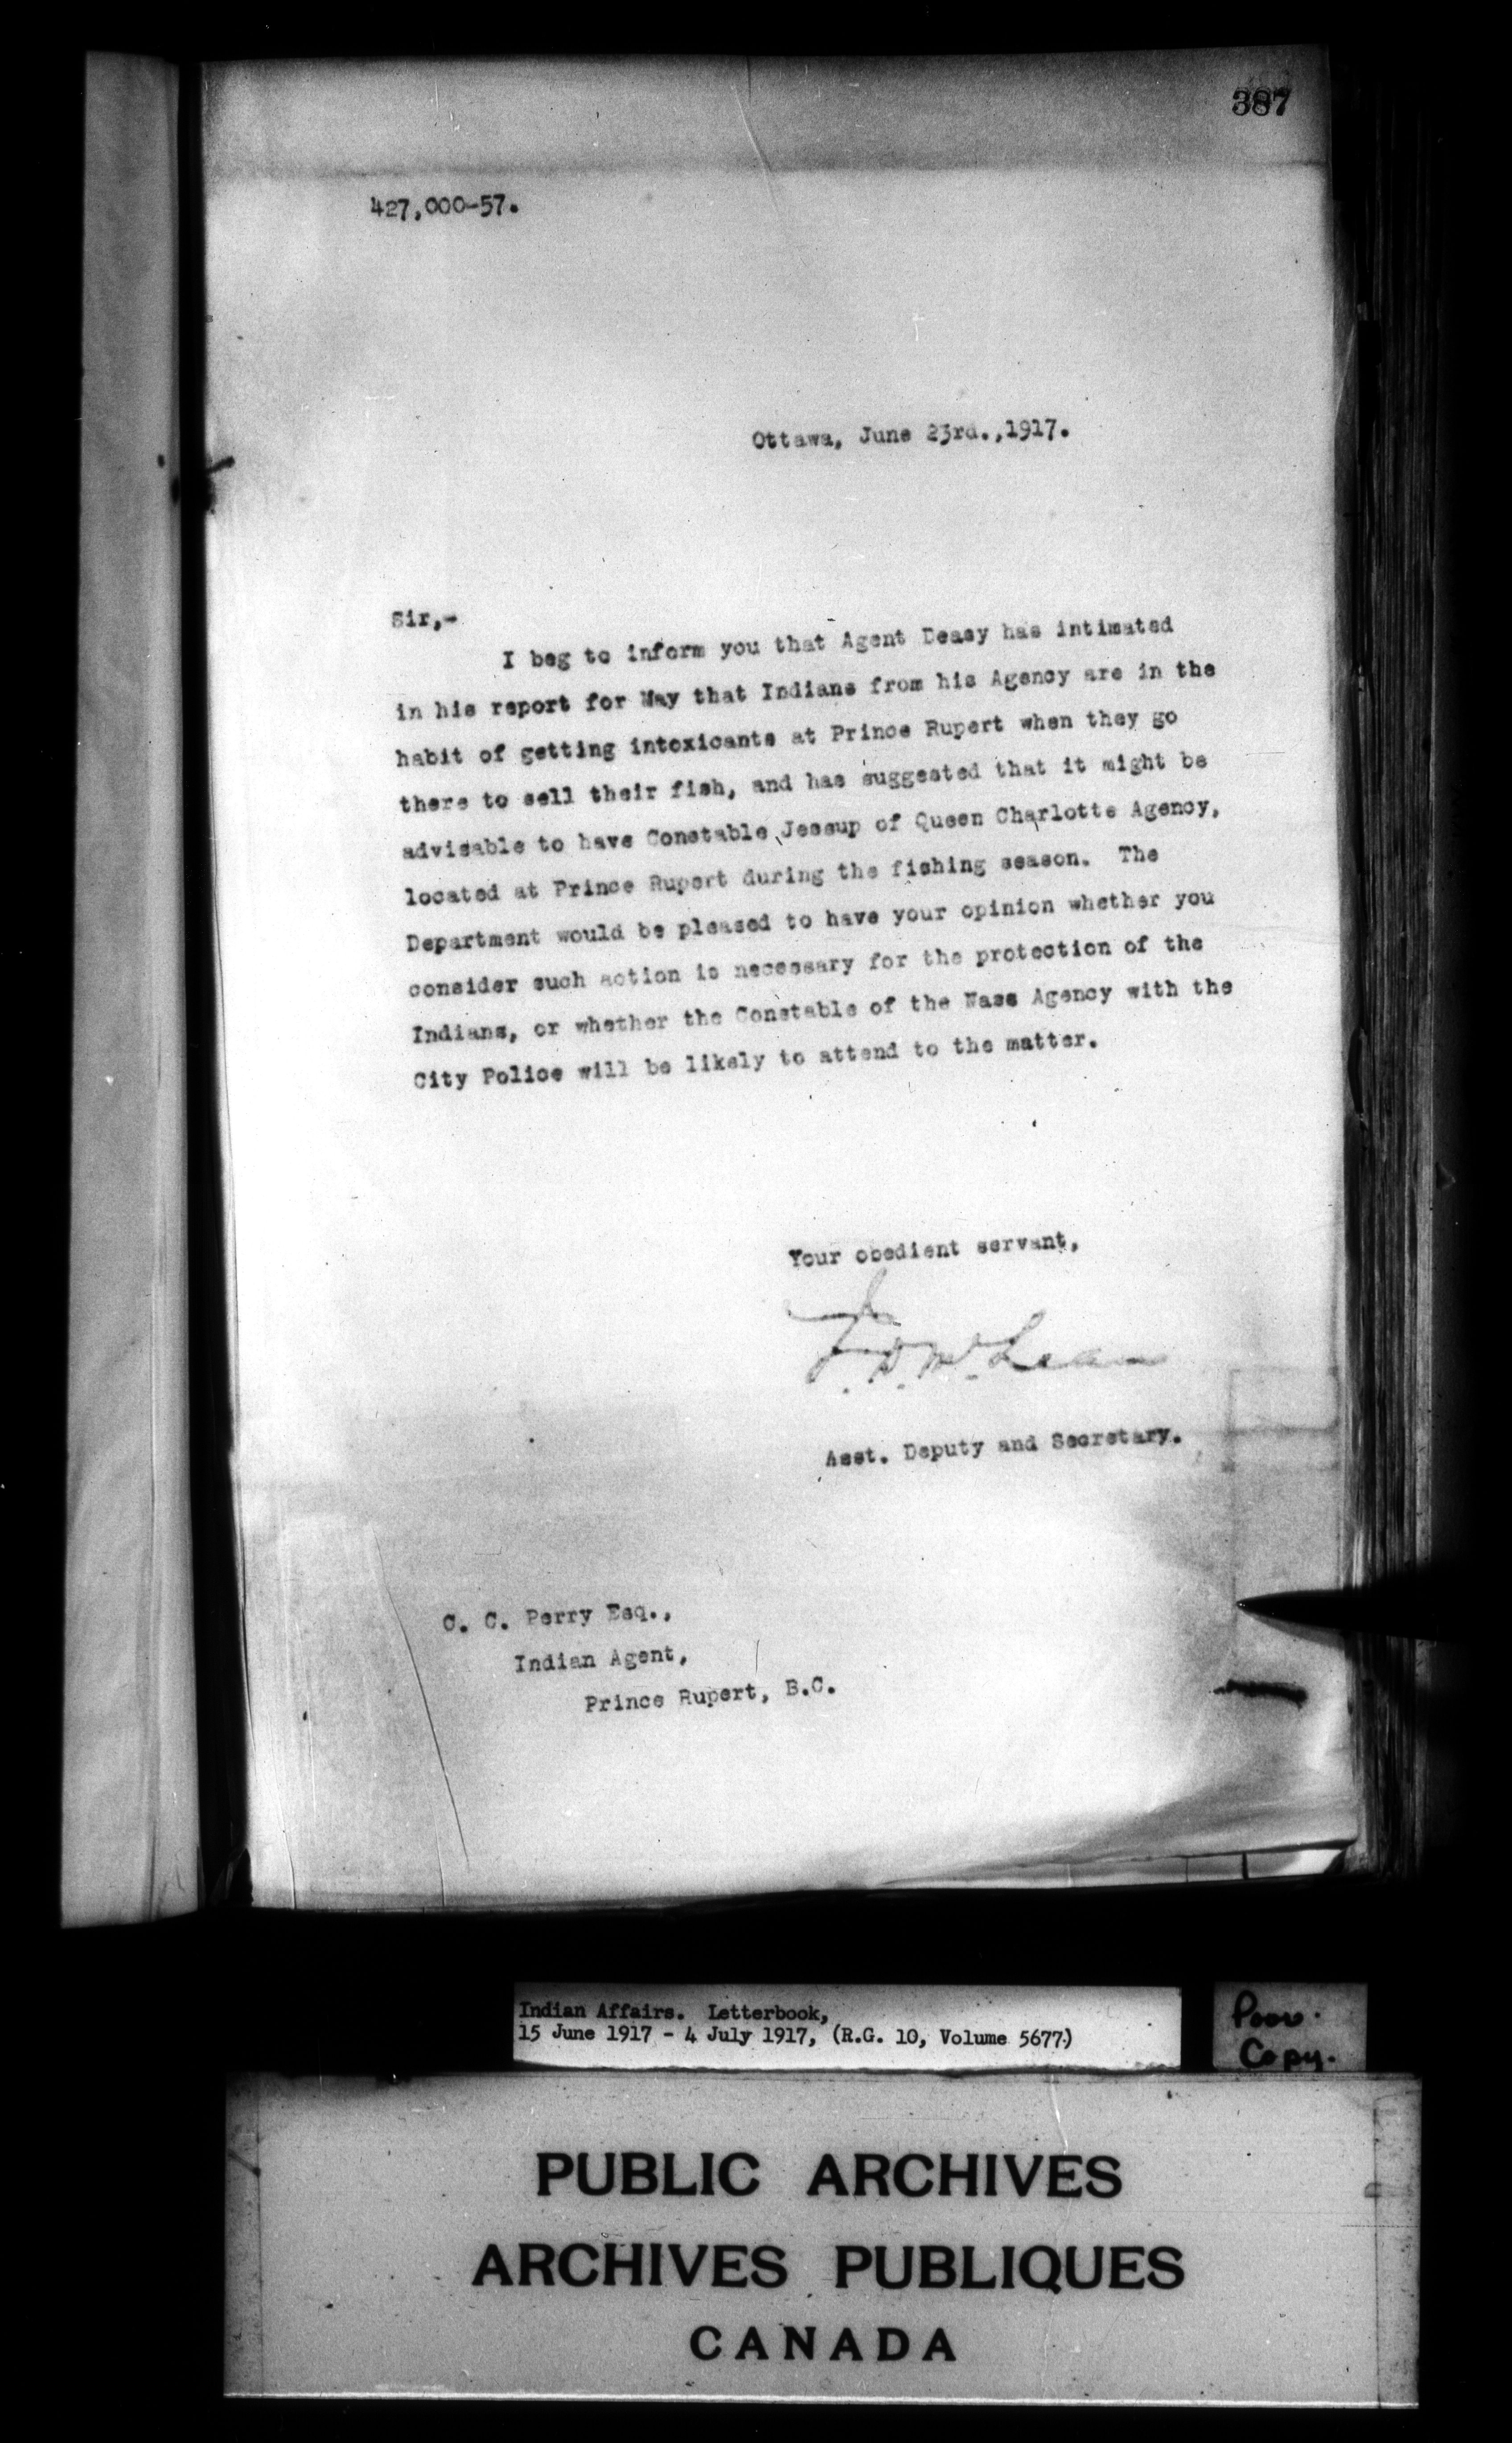 387
427,000-57.
Ottawa, June 23rd.,1917.
Sir,-
I beg to inform you that Agent Deasy has intimated
in his report for May that Indians from his Agency are in the
habit of getting intoxicants at Prince Rupert when they go
there to sell their fish, and has suggested that it might be
advisable to have Constable Jessup of Queen Charlotte Agency,
located at Prince Rupert during the fishing season. The
Department would be pleased to have your opinion whether you
consider such action is necessary for the protection of the
Indians, or whether the Constable of the Nass Agency with the
City Police will be likely to attend to the matter.
Your obedient servant,
J. D. McLean
Asst. Deputy and Secretary.
C. C. Perry Esq.,
Indian Agent,
Prince Rupert, B.C.
Indian Affairs. Letterbook,
15 June 1917 - 4 July 1917, (R.G. 10, Volume 5677)
Poor.
Copy.
PUBLIC ARCHIVES
ARCHIVES PUBLIQUES
CANADA